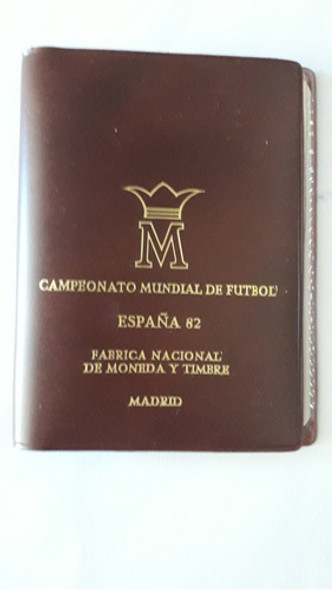 M
CAMPEONATO MUNDIAL DE FUTBOL
ESPAÑA 82
FABRICA NACIONAL
DE MONEDA Y TIMBRE
MADRID